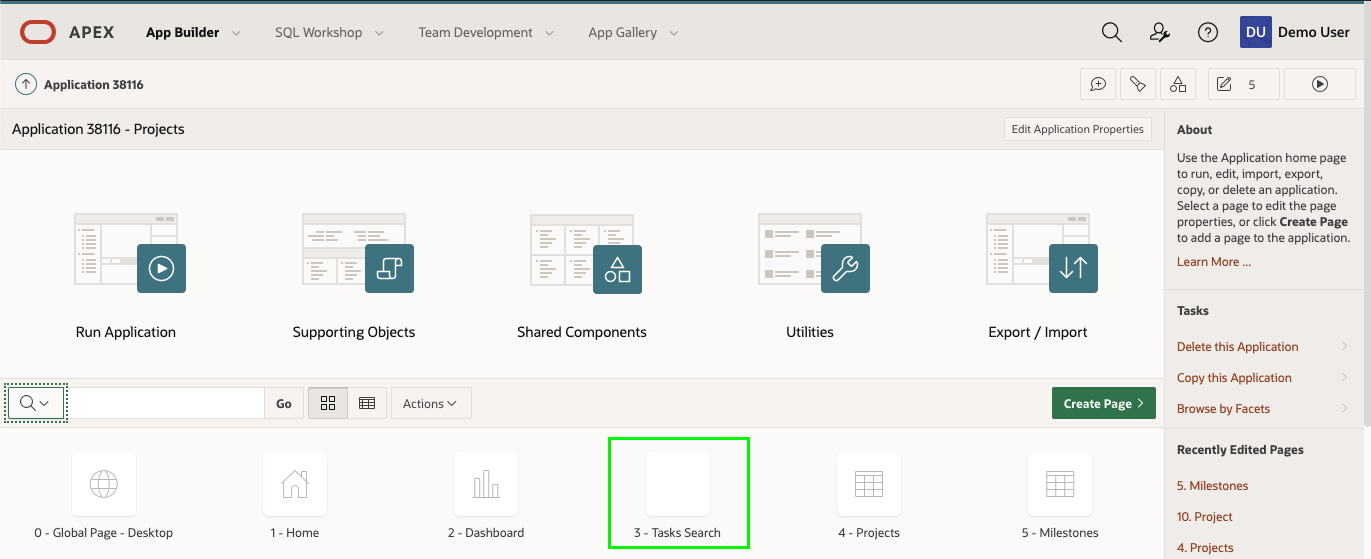 APEX App Builder SQL Workshop Team Development App Gallery DU Demo User
Application 38116 5
Application 38116 - Projects Edit Application Properties
Run Application Supporting Objects Shared Components Utilities Export / Import
Go Actions Create Page
0 - Global Page - Desktop 1 - Home 2 - Dashboard 3 - Tasks Search 4 - Projects 5 - Milestones
About
Use the Application home page
to run, edit, import, export,
copy, or delete an application.
Select a page to edit the page
properties, or click Create Page
to add a page to the application.
Learn More ...
Tasks
Delete this Application
Copy this Application
Browse by Facets
Recently Edited Pages
5. Milestones
10. Project
4. Projects